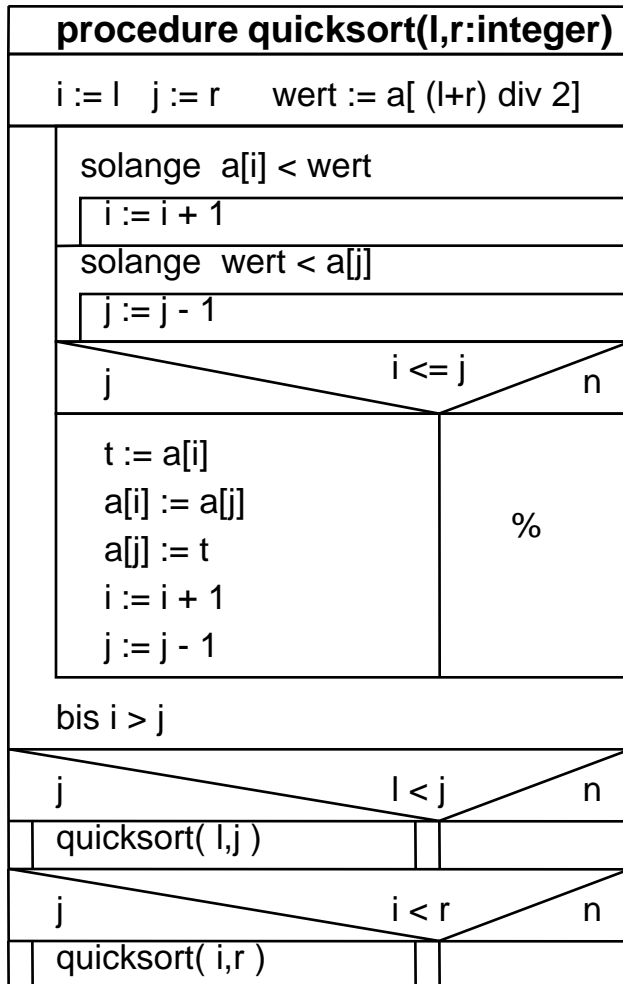 procedure quicksort(l,r:integer)
i := l j := r wert := a[ (l+r) div 2]
solange a[i] < wert
i := i + 1
solange wert < a[j]
j := j - 1
i <= j
j n
t := a[i]
a[i] := a[j]
a[j] := t
i := i + 1
j := j - 1
%
bis i > j
j l < j n
quicksort( l,j )
j i < r n
quicksort( i,r )